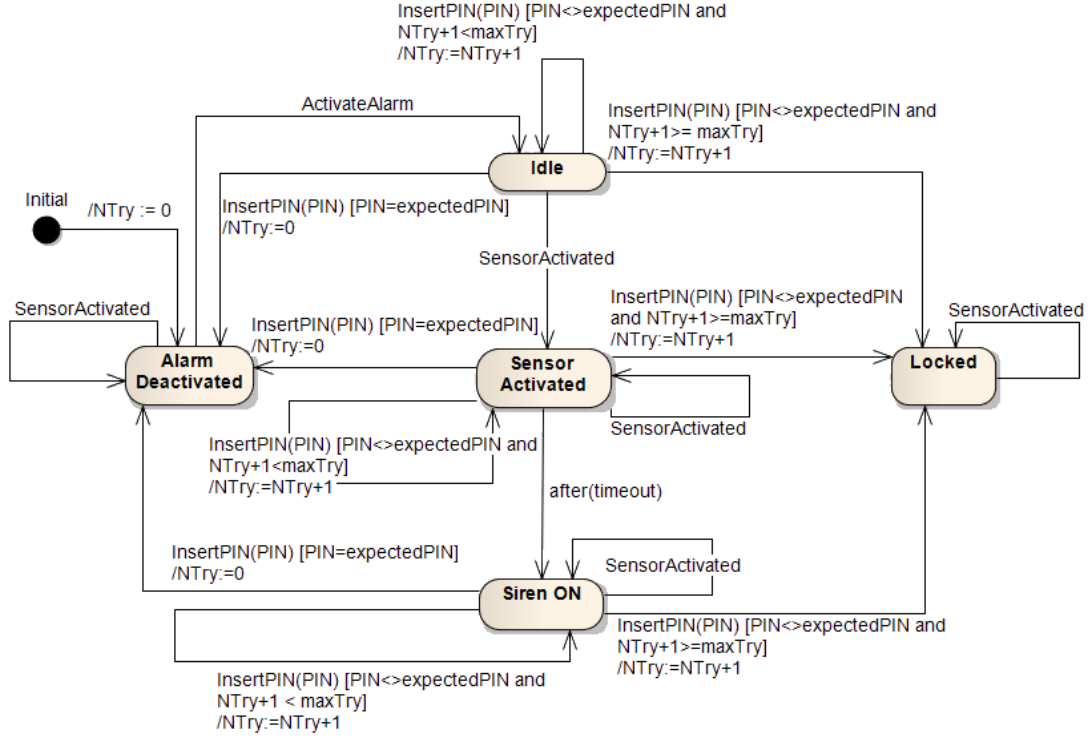 InsertPIN(PIN) [PIN<>expectedPIN and
NTry+1<maxTry]
/NTry:=NTry+1
ActivateAlarm
InsertPIN(PIN) [PIN<>expectedPIN and
NTry+1>= maxTry]
/NTry:=NTry+1
Idle
Initial
/NTry := 0
InsertPIN(PIN) [PIN=expectedPIN]
/NTry:=0
SensorActivated
SensorActivated
InsertPIN(PIN) [PIN=expectedPIN]
/NTry:=0
InsertPIN(PIN) [PIN<>expectedPIN
and NTry+1>=maxTry]
/NTry:=NTry+1
SensorActivated
Alarm
Deactivated
Sensor
Activated
Locked
SensorActivated
InsertPIN(PIN) [PIN<>expectedPIN and
NTry+1<maxTry]
/NTry:=NTry+1
after(timeout)
InsertPIN(PIN) [PIN=expectedPIN]
/NTry:=0
SensorActivated
Siren ON
InsertPIN(PIN) [PIN<>expectedPIN and
NTry+1>=maxTry]
/NTry:=NTry+1
InsertPIN(PIN) [PIN<>expectedPIN and
NTry+1 < maxTry]
/NTry:=NTry+1